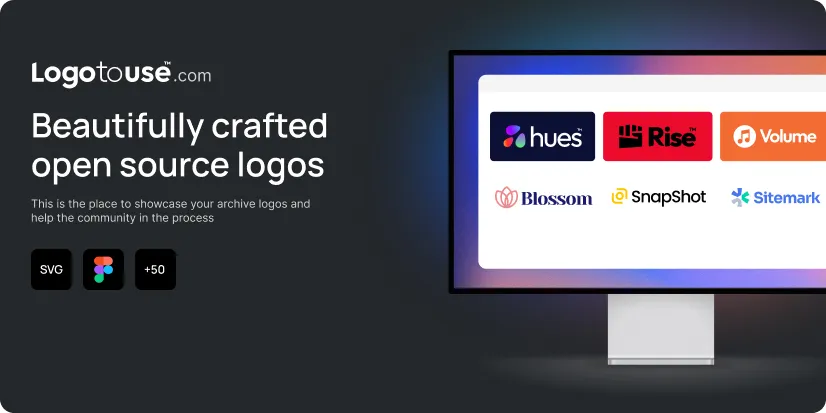 Logotouse™.com
Beautifully crafted
open source logos
This is the place to showcase your archive logos and
help the community in the process
SVG
+50
hues™
Rise™
Volume
Blossom
SnapShot
Sitemark